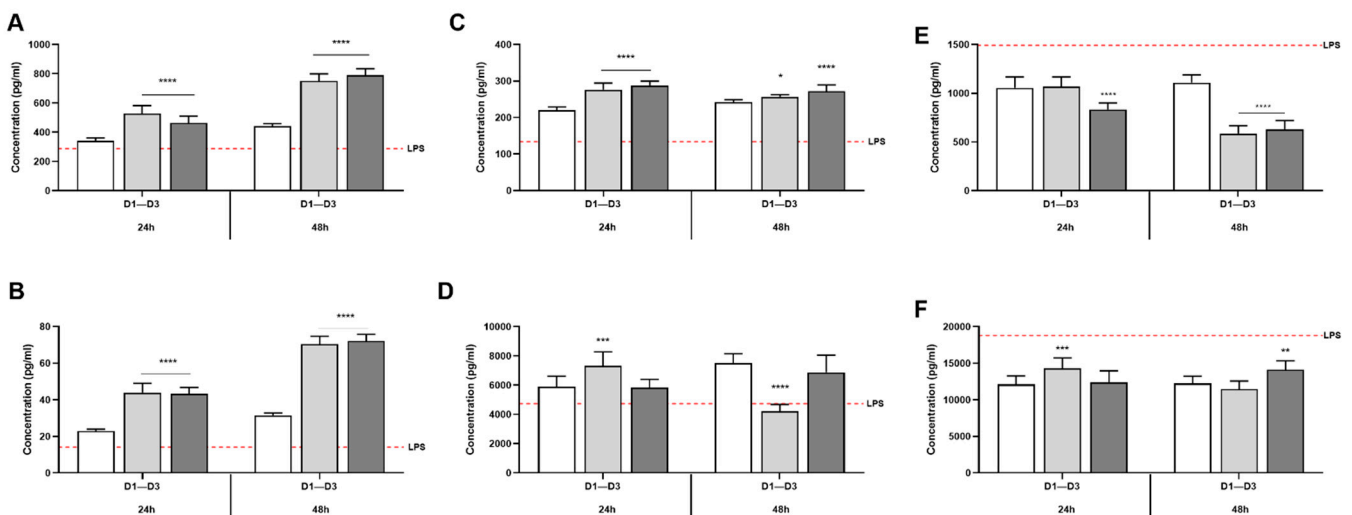 A
Concentration (pg/ml)
1000
800
600
400
200
0
****
****
LPS
D1—D3
D1—D3
24h
48h
C
Concentration (pg/ml)
400
300
200
100
0
****
*
****
LPS
D1—D3
D1—D3
24h
48h
E
Concentration (pg/ml)
1500
1000
500
0
LPS
****
****
D1—D3
D1—D3
24h
48h
B
Concentration (pg/ml)
80
60
40
20
0
****
****
LPS
D1—D3
D1—D3
24h
48h
D
Concentration (pg/ml)
10000
8000
6000
4000
2000
0
***
****
LPS
D1—D3
D1—D3
24h
48h
F
Concentration (pg/ml)
20000
15000
10000
5000
0
LPS
***
**
D1—D3
D1—D3
24h
48h